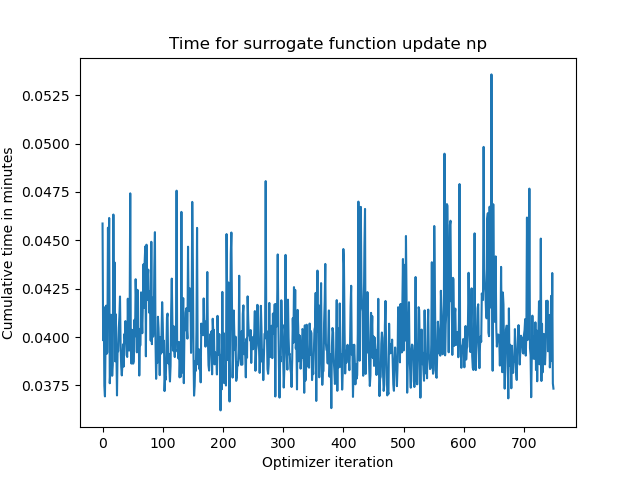 Time for surrogate function update np
Cumulative time in minutes
0.0525
0.0500
0.0475
0.0450
0.0425
0.0400
0.0375
0 100 200 300 400 500 600 700
Optimizer iteration